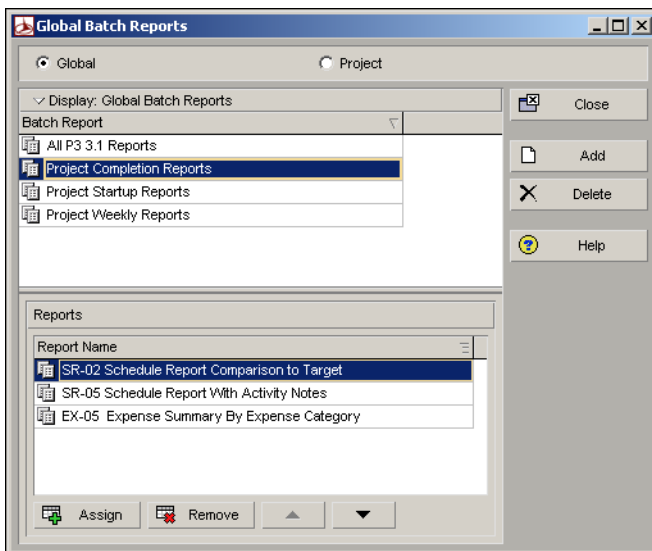 Global Batch Reports
Global
Project
Display: Global Batch Reports
Batch Report
All P3 3.1 Reports
Project Completion Reports
Project Startup Reports
Project Weekly Reports
Close
Add
Delete
Help
Reports
Report Name
SR-02 Schedule Report Comparison to Target
SR-05 Schedule Report With Activity Notes
EX-05 Expense Summary By Expense Category
Assign
Remove